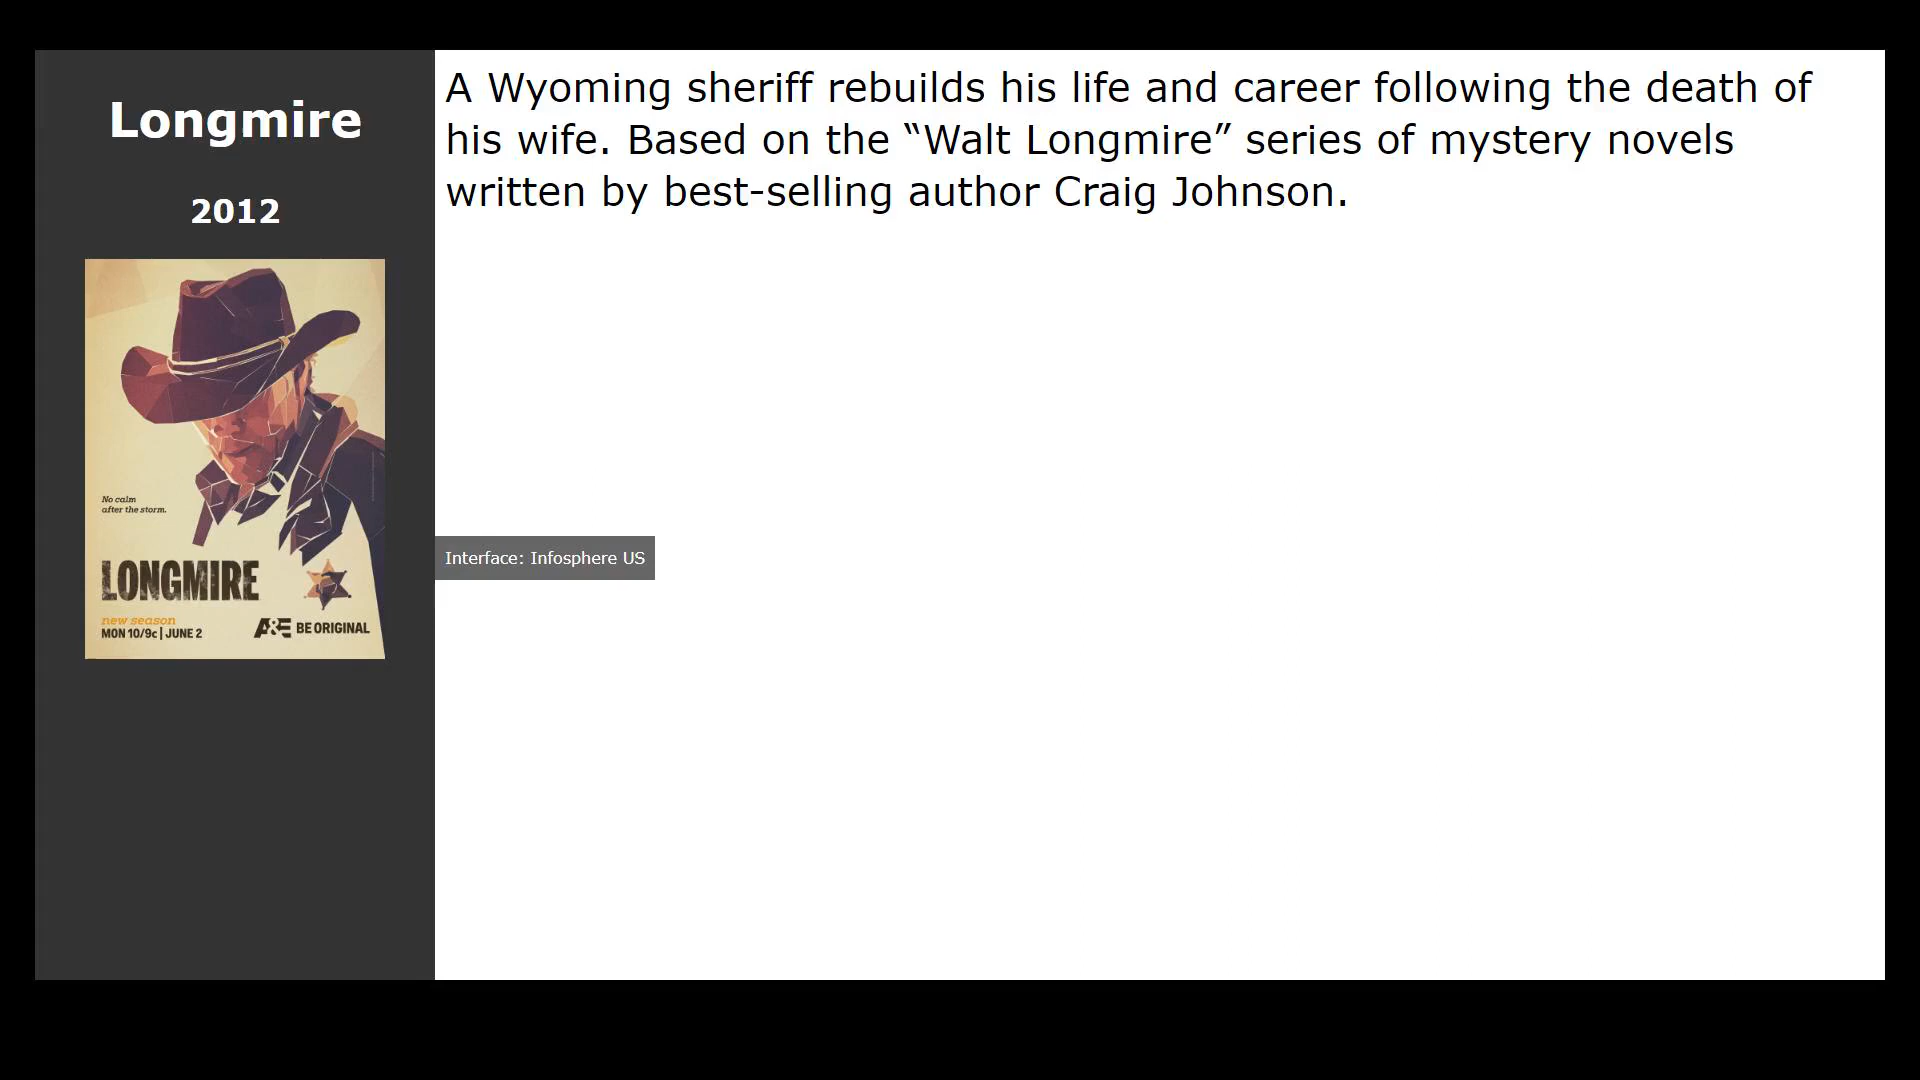 Longmire
2012
No calm
after the storm.
LONGMIRE
new season
MON 10/9c | JUNE 2
A&E BE ORIGINAL
A Wyoming sheriff rebuilds his life and career following the death of
his wife. Based on the “Walt Longmire” series of mystery novels
written by best-selling author Craig Johnson.
Interface: Infosphere US